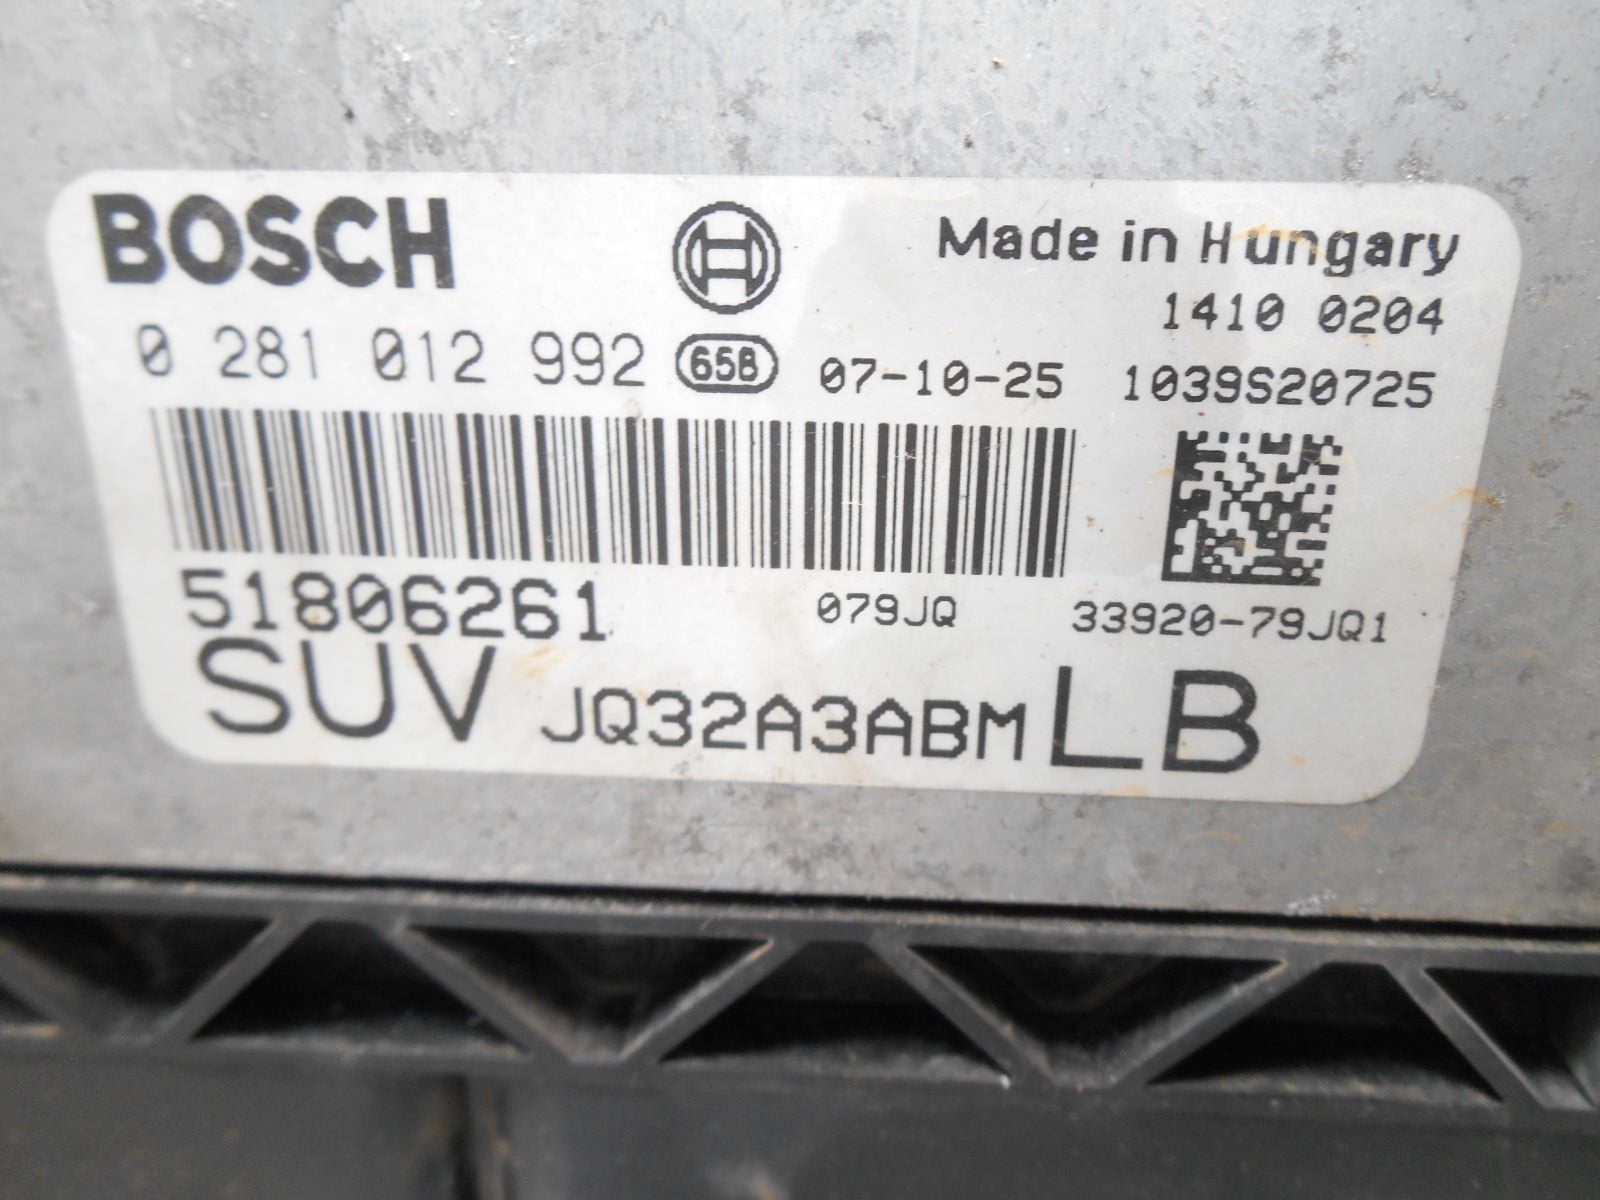 BOSCH Made in Hungary
1410 0204
0 281 012 992 65B 07-10-25 1039S20725
51806261 079JQ 33920-79JQ1
SUV JQ32A3ABM LB